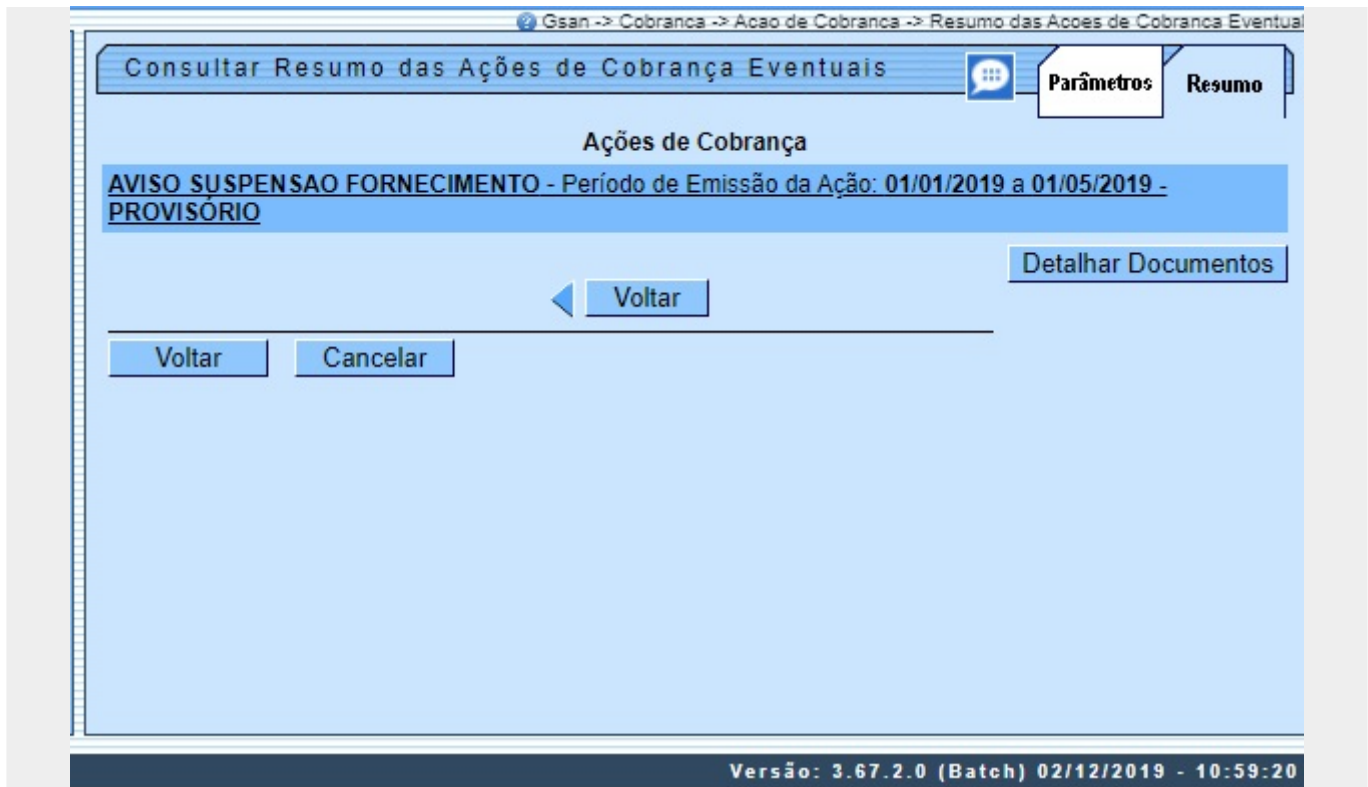 Gsan -> Cobranca -> Acao de Cobranca -> Resumo das Acoes de Cobranca Eventual
Consultar Resumo das Ações de Cobrança Eventuais
Parâmetros
Resumo
Ações de Cobrança
AVISO SUSPENSAO FORNECIMENTO - Período de Emissão da Ação: 01/01/2019 a 01/05/2019 -
PROVISÓRIO
Detalhar Documentos
Voltar
Voltar
Cancelar
Versão: 3.67.2.0 (Batch) 02/12/2019 - 10:59:20